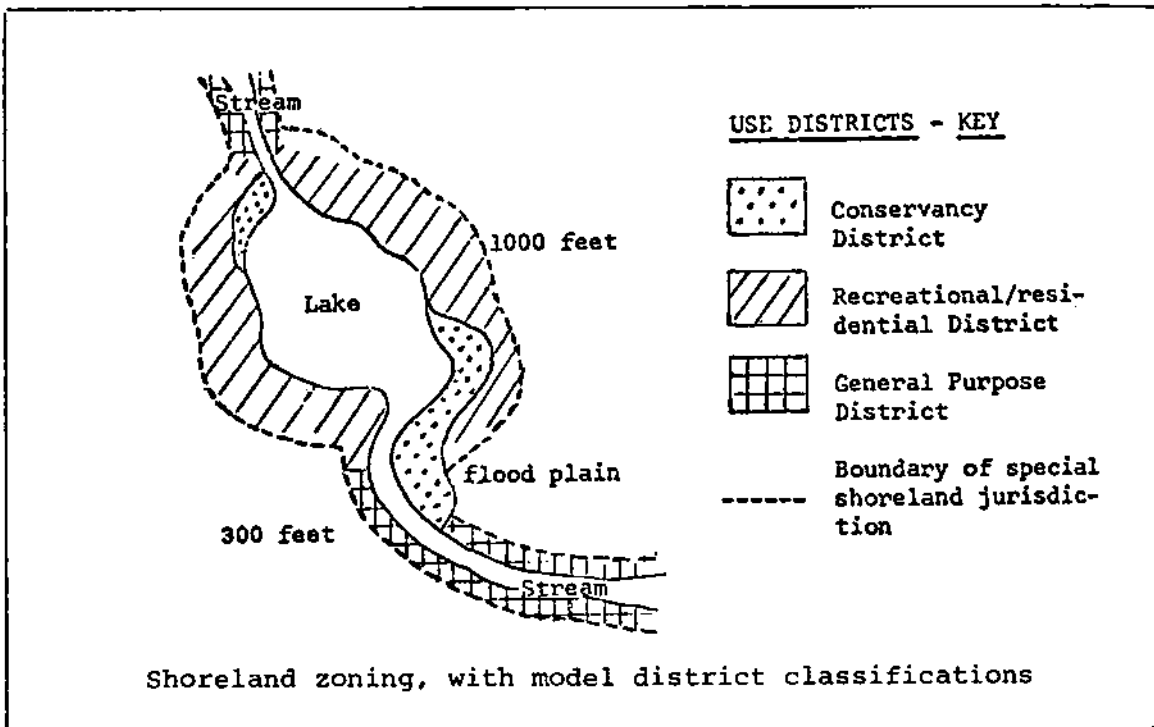 Stream
1000 feet
Lake
flood plain
300 feet
Stream
USE DISTRICTS - KEY
Conservancy
District
Recreational/resi-
dential District
General Purpose
District
Boundary of special
shoreland jurisdic-
tion
Shoreland zoning, with model district classifications